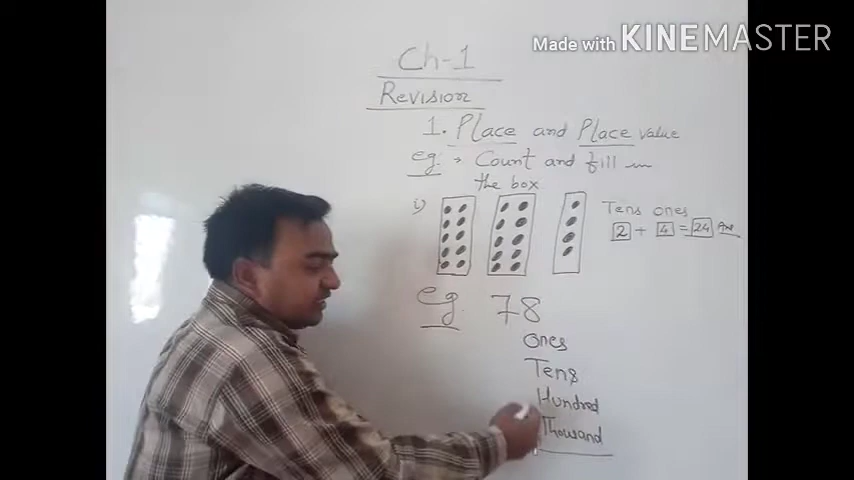 Made with KINEMASTER
Ch-1
Revision
1. Place and Place value
eg: → Count and fill in
the box
i)
Tens ones
2 + 4 = 24 Ans
eg 78
ones
Tens
Hundred
Thousand